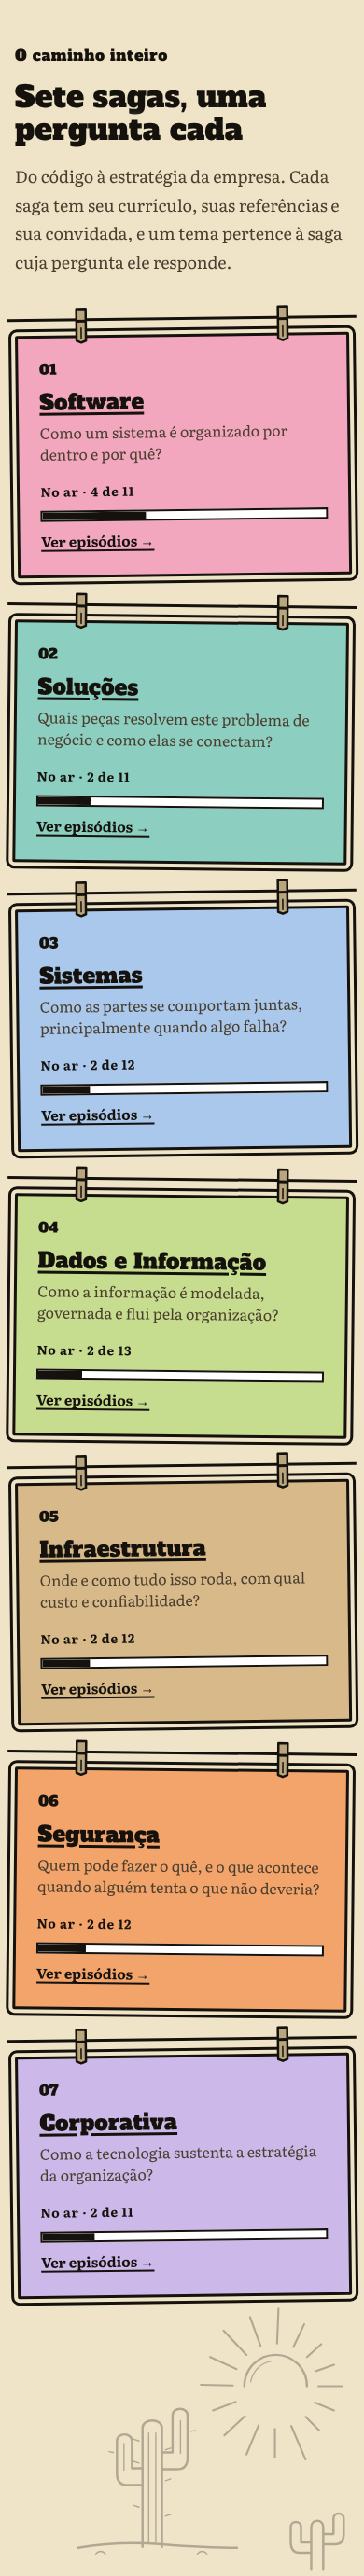 O caminho inteiro
Sete sagas, uma
pergunta cada
Do código à estratégia da empresa. Cada
saga tem seu currículo, suas referências e
sua convidada, e um tema pertence à saga
cuja pergunta ele responde.
01
Software
Como um sistema é organizado por
dentro e por quê?
No ar · 4 de 11
Ver episódios →
02
Soluções
Quais peças resolvem este problema de
negócio e como elas se conectam?
No ar · 2 de 11
Ver episódios →
03
Sistemas
Como as partes se comportam juntas,
principalmente quando algo falha?
No ar · 2 de 12
Ver episódios →
04
Dados e Informação
Como a informação é modelada,
governada e flui pela organização?
No ar · 2 de 13
Ver episódios →
05
Infraestrutura
Onde e como tudo isso roda, com qual
custo e confiabilidade?
No ar · 2 de 12
Ver episódios →
06
Segurança
Quem pode fazer o quê, e o que acontece
quando alguém tenta o que não deveria?
No ar · 2 de 12
Ver episódios →
07
Corporativa
Como a tecnologia sustenta a estratégia
da organização?
No ar · 2 de 11
Ver episódios →